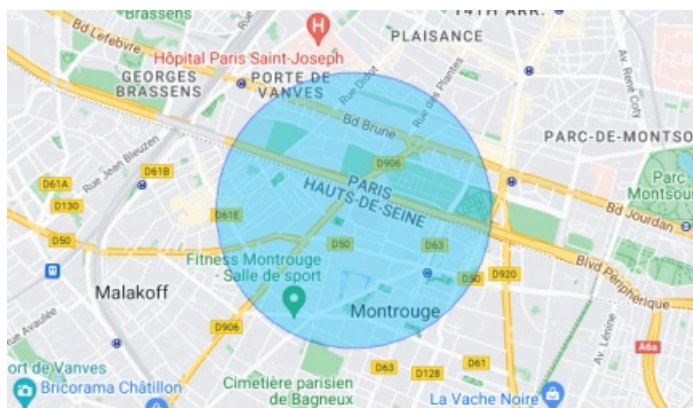 Brassens
14TH ARR.
Bd Lefebvre
H
PLAISANCE
Hôpital Paris Saint-Joseph
GEORGES
BRASSENS
PORTE DE
VANVES
Rue Didot
Rue des Plantes
Av. René Coty
Bd Brune
PARC-DE-MONTSO
Rue Jean Bleuzen
D906
D61B
D61A
PARIS
HAUTS-DE-SEINE
Parc
Montsou
D130
D61E
Bd Jourdan
D50
D50
D63
Blvd Périphérique
Fitness Montrouge
- Salle de sport
D50
D920
Malakoff
Montrouge
Rue Avaulée
D906
Av. Lénine
A6a
ort de Vanves
D63
D128
D61
Bricorama Châtillon
Cimetière parisien
de Bagneux
La Vache Noire